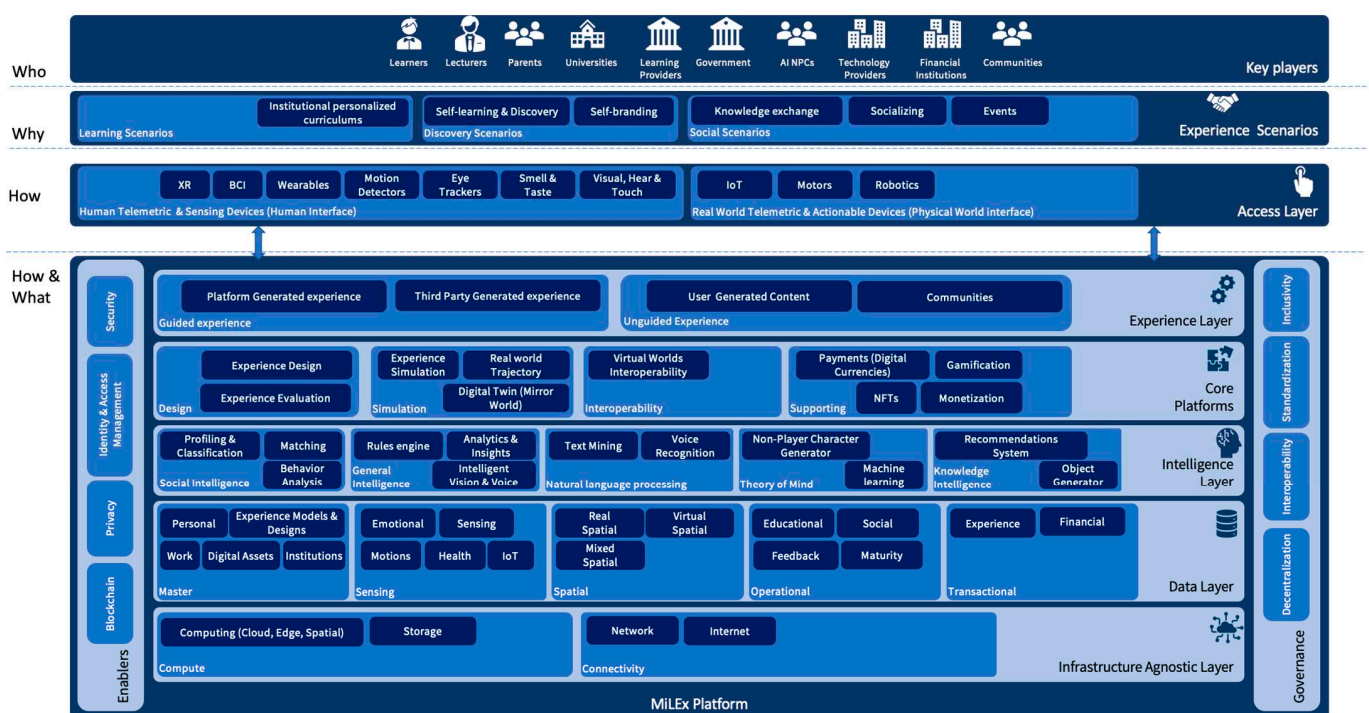 Who
Learners
Lecturers
Parents
Universities
Learning
Providers
Government
AI NPCs
Technology
Providers
Financial
Institutions
Communities
Key players
Why
Institutional personalized
curriculums
Learning Scenarios
Self-learning & Discovery
Self-branding
Discovery Scenarios
Knowledge exchange
Socializing
Events
Social Scenarios
Experience Scenarios
How
XR
BCI
Wearables
Motion
Detectors
Eye
Trackers
Smell &
Taste
Visual, Hear &
Touch
Human Telemetric & Sensing Devices (Human Interface)
IoT
Motors
Robotics
Real World Telemetric & Actionable Devices (Physical World interface)
Access Layer
How &
What
Security
Identity & Access
Management
Privacy
Blockchain
Enablers
Platform Generated experience
Third Party Generated experience
Guided experience
User Generated Content
Communities
Unguided Experience
Experience Layer
Experience Design
Experience Evaluation
Design
Experience
Simulation
Real world
Trajectory
Digital Twin (Mirror
World)
Simulation
Virtual Worlds
Interoperability
Interoperability
Payments (Digital
Currencies)
Gamification
NFTs
Monetization
Supporting
Core
Platforms
Profiling &
Classification
Matching
Behavior
Analysis
Social Intelligence
Rules engine
Analytics &
Insights
Intelligent
Vision & Voice
General
Intelligence
Text Mining
Voice
Recognition
Natural language processing
Non-Player Character
Generator
Machine
learning
Theory of Mind
Recommendations
System
Object
Generator
Knowledge
Intelligence
Intelligence
Layer
Personal
Experience Models &
Designs
Work
Digital Assets
Institutions
Master
Emotional
Sensing
Motions
Health
IoT
Sensing
Real
Spatial
Virtual
Spatial
Mixed
Spatial
Spatial
Educational
Social
Feedback
Maturity
Operational
Experience
Financial
Transactional
Data Layer
Computing (Cloud, Edge, Spatial)
Storage
Compute
Network
Internet
Connectivity
Infrastructure Agnostic Layer
Inclusivity
Standardization
Interoperability
Decentralization
Governance
MiLEx Platform